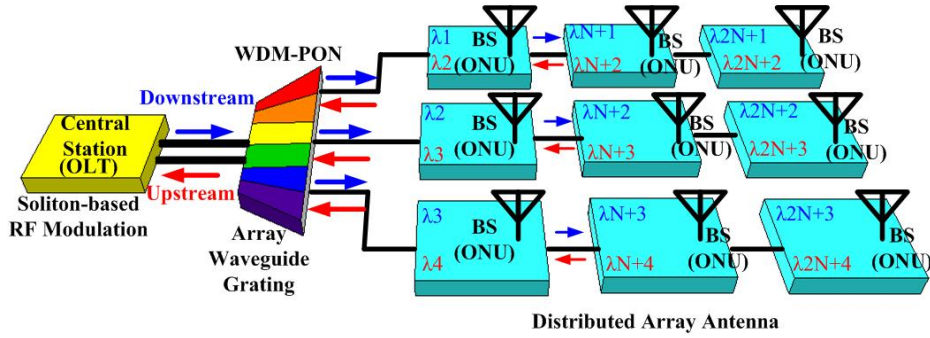 WDM-PON
Downstream
Central
Station
(OLT)
Upstream
Soliton-based
RF Modulation
Array
Waveguide
Grating
λ1
λ2
BS
(ONU)
λN+1
λN+2
BS
(ONU)
λ2N+1
λ2N+2
BS
(ONU)
λ2
λ3
BS
(ONU)
λN+2
λN+3
BS
(ONU)
λ2N+2
λ2N+3
BS
(ONU)
λ3
λ4
BS
(ONU)
λN+3
λN+4
BS
(ONU)
λ2N+3
λ2N+4
BS
(ONU)
Distributed Array Antenna